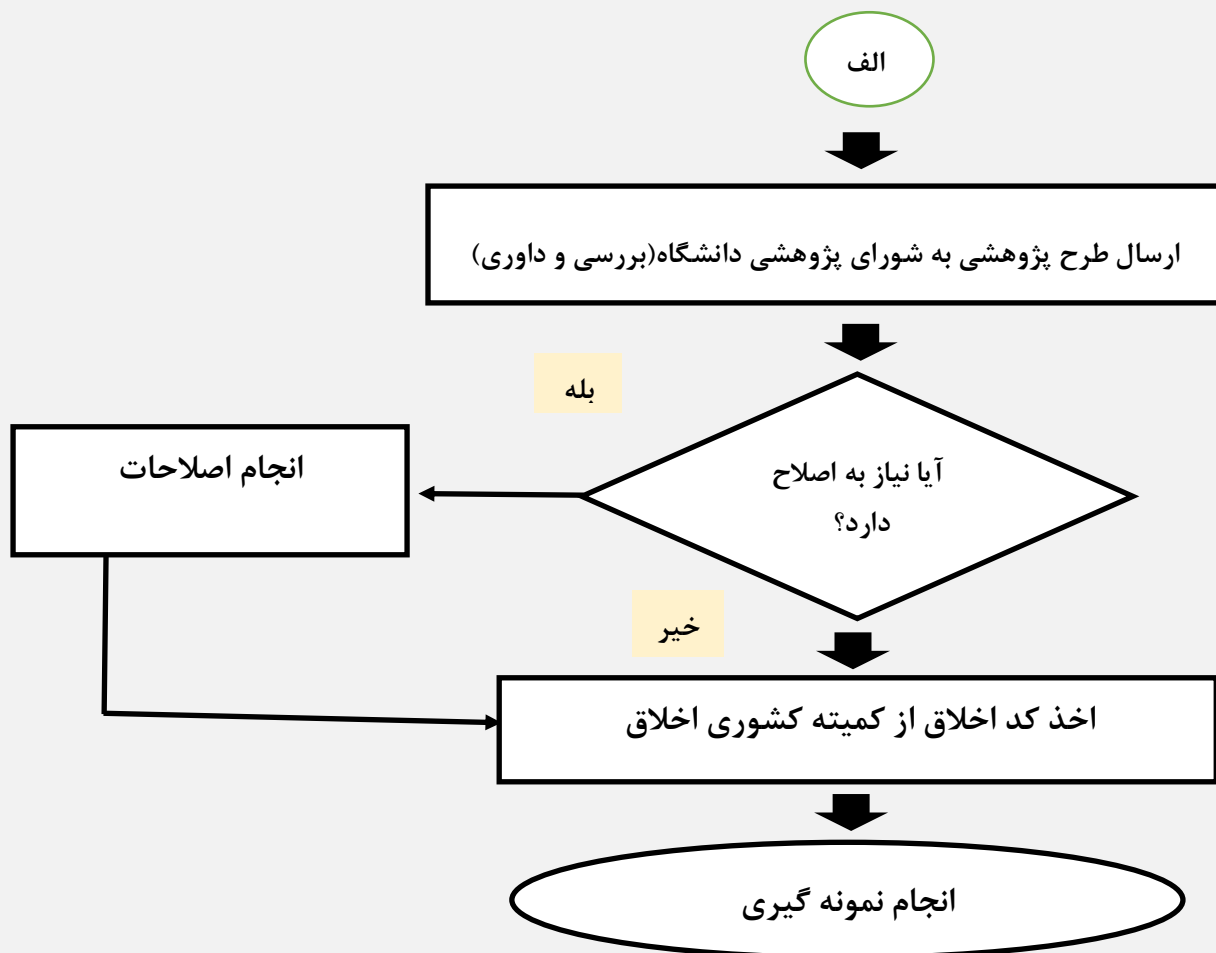 الف
ارسال طرح پژوهشی به شورای پژوهشی دانشگاه(بررسی و داوری)
بله
آیا نیاز به اصلاح
دارد؟
انجام اصلاحات
خیر
اخذ کد اخلاق از کمیته کشوری اخلاق
انجام نمونه گیری